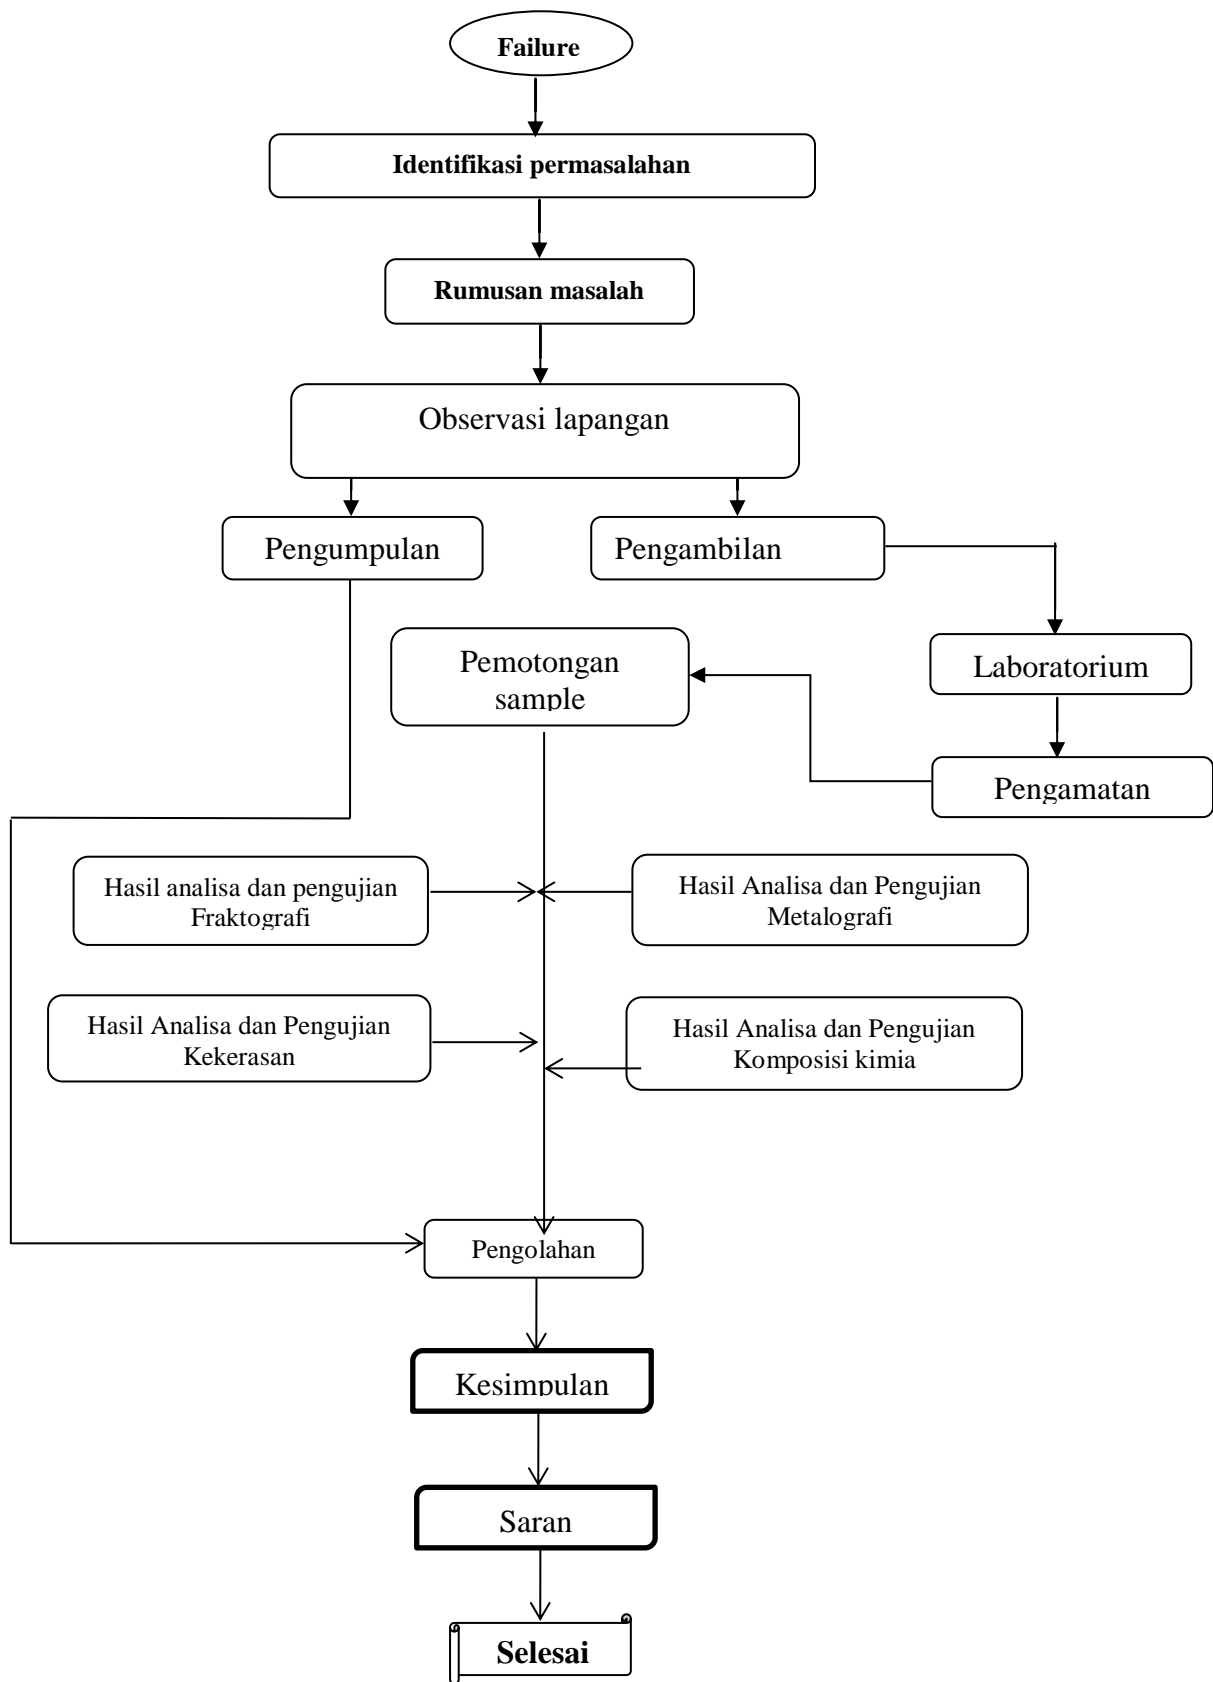 Failure
Identifikasi permasalahan
Rumusan masalah
Observasi lapangan
Pengumpulan
Pengambilan
Laboratorium
Pemotongan
sample
Pengamatan
Hasil analisa dan pengujian
Fraktografi
Hasil Analisa dan Pengujian
Metalografi
Hasil Analisa dan Pengujian
Kekerasan
Hasil Analisa dan Pengujian
Komposisi kimia
Pengolahan
Kesimpulan
Saran
Selesai